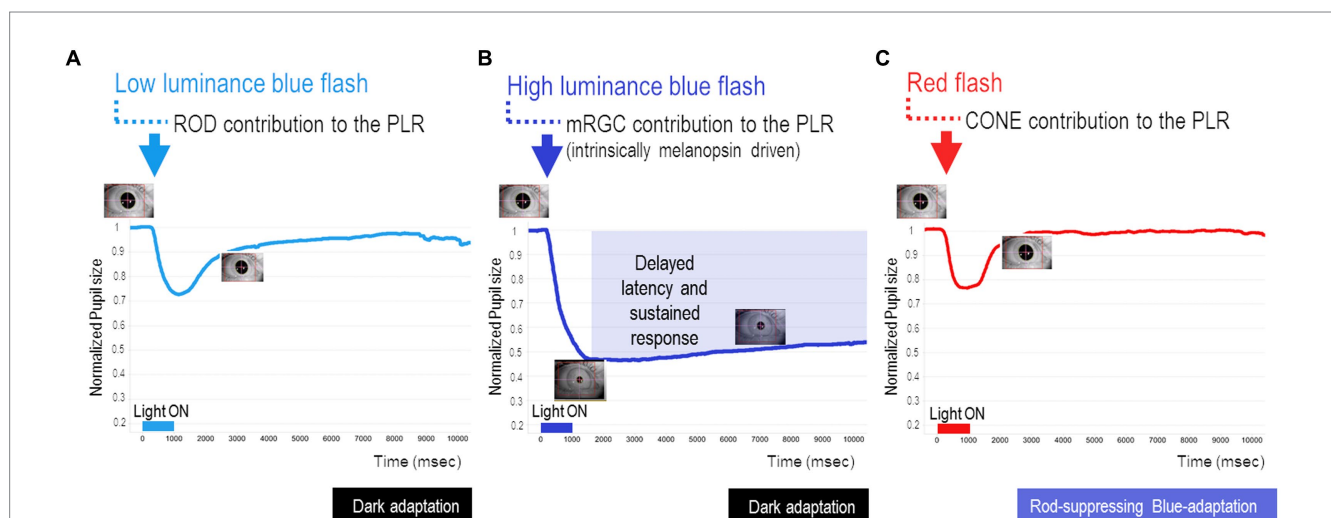 A
Low luminance blue flash
ROD contribution to the PLR
Normalized Pupil size
1
0.9
0.8
0.7
0.6
0.5
0.4
0.3
0.2
Light ON
0
1000
2000
3000
4000
5000
6000
7000
8000
9000
10000
Time (msec)
Dark adaptation
B
High luminance blue flash
mRGC contribution to the PLR
(intrinsically melanopsin driven)
Normalized Pupil size
1
0.9
0.8
0.7
0.6
0.5
0.4
0.3
0.2
Delayed
latency and
sustained
response
Light ON
0
1000
2000
3000
4000
5000
6000
7000
8000
9000
10000
Time (msec)
Dark adaptation
C
Red flash
CONE contribution to the PLR
Normalized Pupil size
1
0.9
0.8
0.7
0.6
0.5
0.4
0.3
0.2
Light ON
0
1000
2000
3000
4000
5000
6000
7000
8000
9000
10000
Time (msec)
Rod-suppressing Blue-adaptation